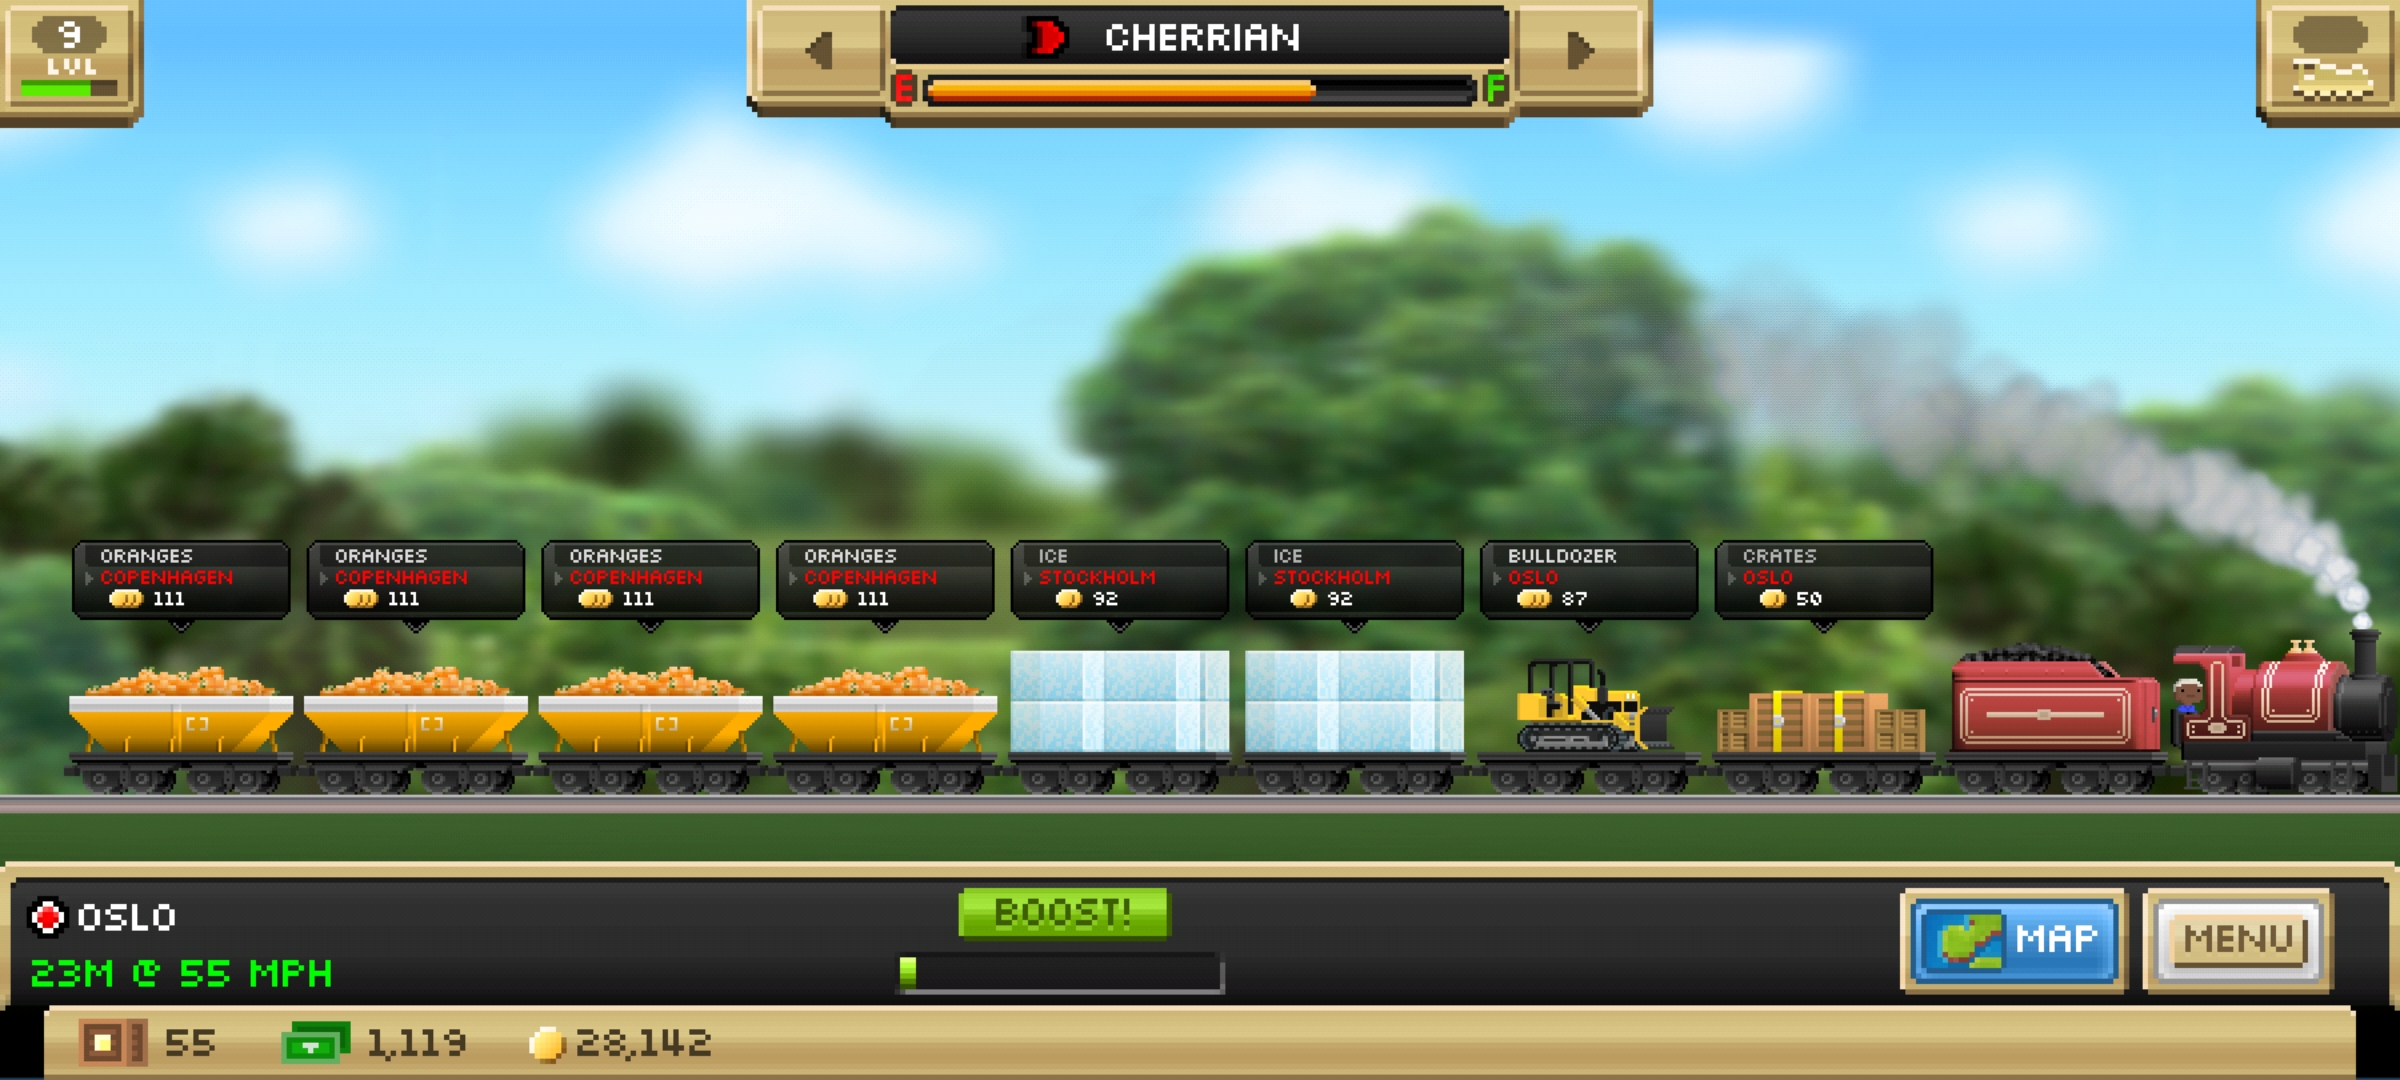 9
LVL
CHERRIAN
E F
ORANGES
COPENHAGEN
111
ORANGES
COPENHAGEN
111
ORANGES
COPENHAGEN
111
ORANGES
COPENHAGEN
111
ICE
STOCKHOLM
92
ICE
STOCKHOLM
92
BULLDOZER
OSLO
87
CRATES
OSLO
50
OSLO
23M @ 55 MPH
BOOST!
MAP
MENU
55 1,119 28,142